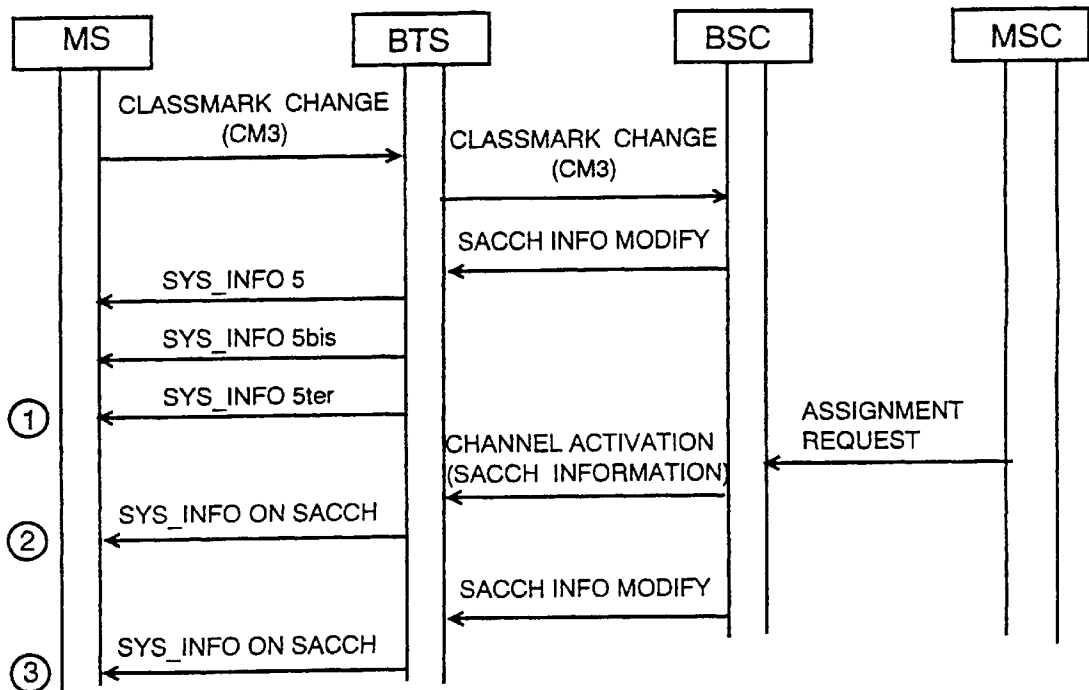 MS
BTS
BSC
MSC
CLASSMARK CHANGE
(CM3)
CLASSMARK CHANGE
(CM3)
SACCH INFO MODIFY
SYS_INFO 5
SYS_INFO 5bis
SYS_INFO 5ter
1
ASSIGNMENT
REQUEST
CHANNEL ACTIVATION
(SACCH INFORMATION)
SYS_INFO ON SACCH
2
SACCH INFO MODIFY
SYS_INFO ON SACCH
3